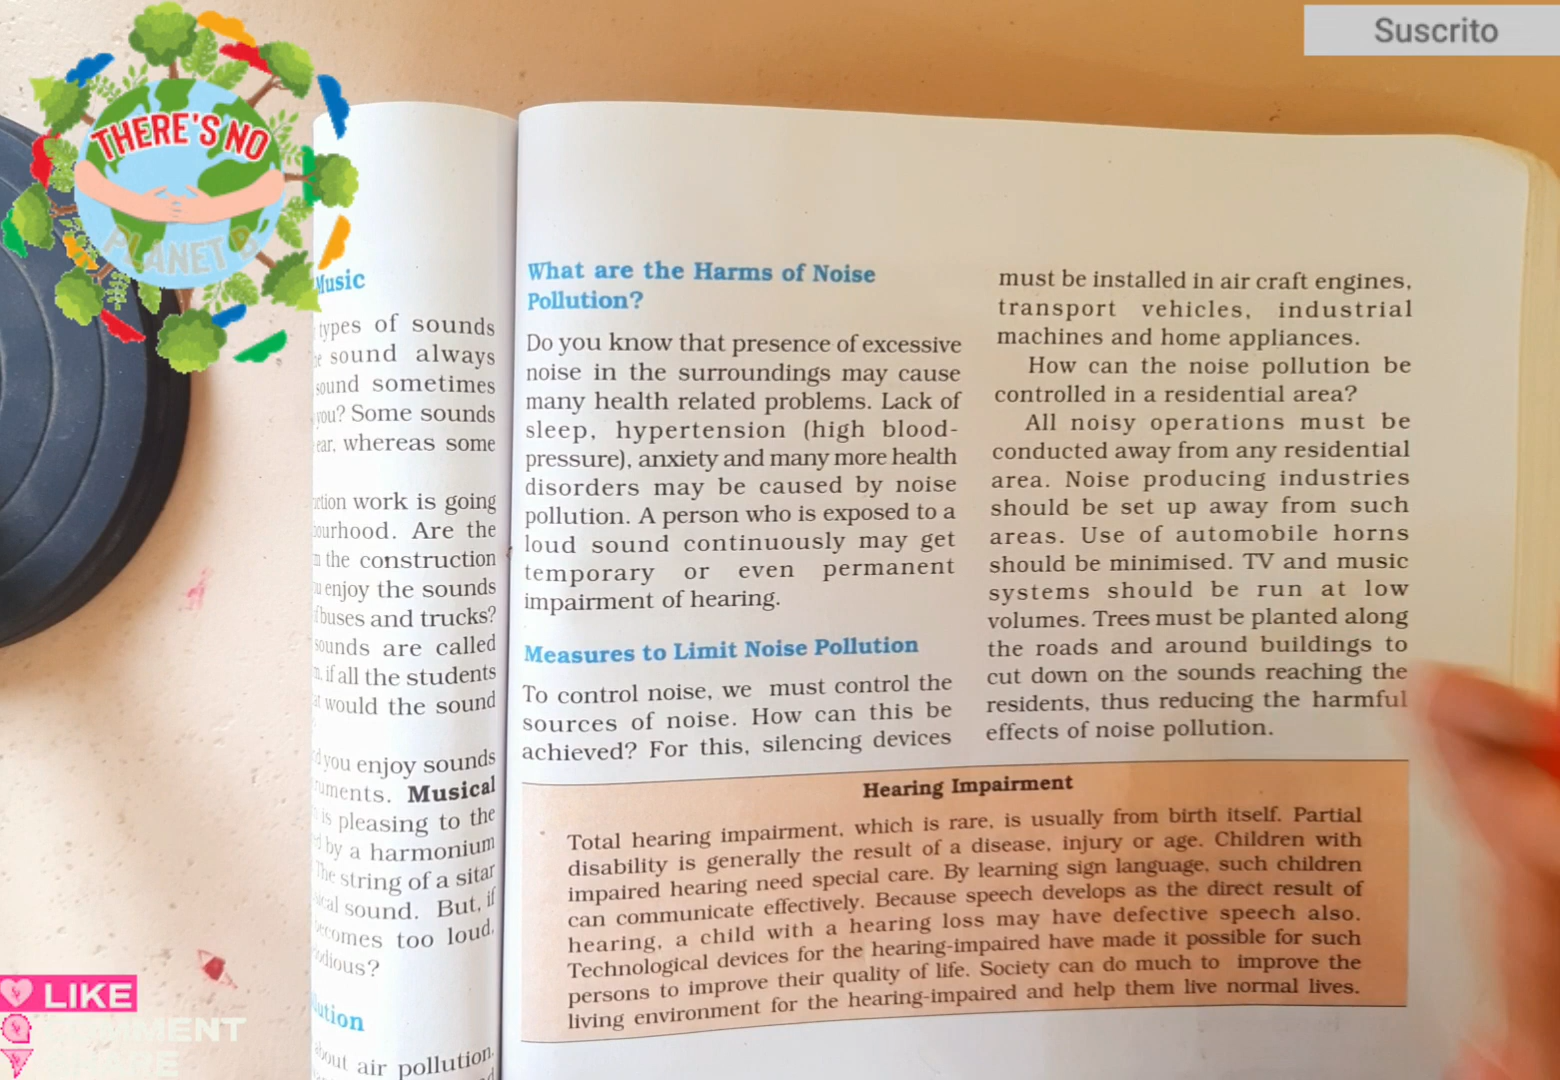 THERE'S NO
PLANET B
Suscrito
Music
types of sounds
sound always
sound sometimes
you? Some sounds
ear, whereas some
work is going
Are the
the construction
enjoy the sounds
buses and trucks?
sounds are called
if all the students
would the sound
you enjoy sounds
Musical
is pleasing to the
by a harmonium
The string of a sitar
sound. But, if
becomes too loud,
about air pollution.
What are the Harms of Noise
Pollution?
Do you know that presence of excessive
noise in the surroundings may cause
many health related problems. Lack of
sleep, hypertension (high blood-
pressure), anxiety and many more health
disorders may be caused by noise
pollution. A person who is exposed to a
loud sound continuously may get
temporary or even permanent
impairment of hearing.
Measures to Limit Noise Pollution
To control noise, we must control the
sources of noise. How can this be
achieved? For this, silencing devices
must be installed in air craft engines,
transport vehicles, industrial
machines and home appliances.
How can the noise pollution be
controlled in a residential area?
All noisy operations must be
conducted away from any residential
area. Noise producing industries
should be set up away from such
areas. Use of automobile horns
should be minimised. TV and music
systems should be run at low
volumes. Trees must be planted along
the roads and around buildings to
cut down on the sounds reaching the
residents, thus reducing the harmful
effects of noise pollution.
Hearing Impairment
Total hearing impairment, which is rare, is usually from birth itself. Partial
disability is generally the result of a disease, injury or age. Children with
impaired hearing need special care. By learning sign language, such children
can communicate effectively. Because speech develops as the direct result of
hearing, a child with a hearing loss may have defective speech also.
Technological devices for the hearing-impaired have made it possible for such
persons to improve their quality of life. Society can do much to improve the
living environment for the hearing-impaired and help them live normal lives.
LIKE